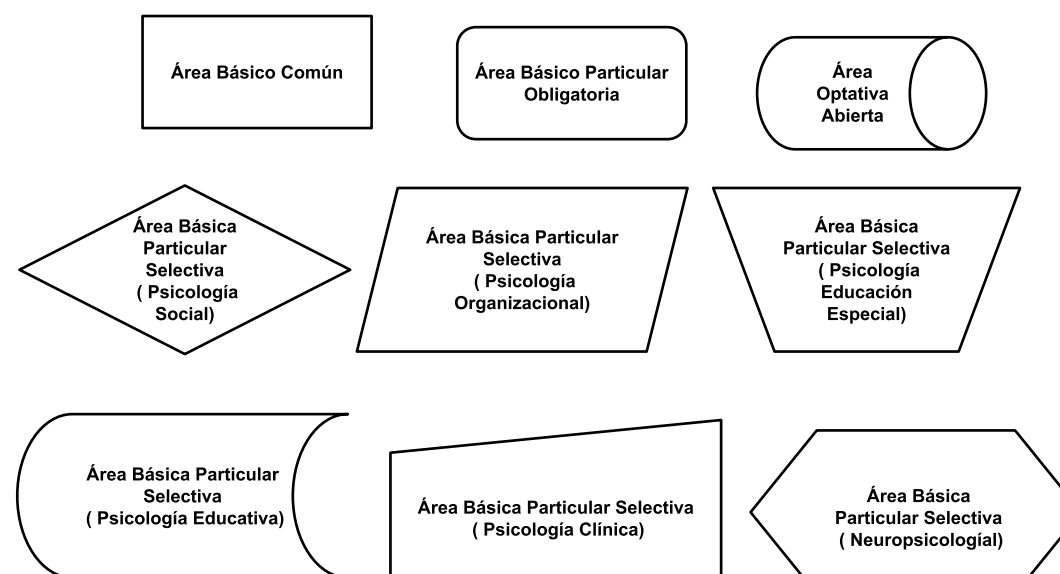 Área Básico Común
Área Básico Particular
Obligatoria
Área
Optativa
Abierta
Área Básica
Particular
Selectiva
( Psicología
Social)
Área Básica Particular
Selectiva
( Psicología
Organizacional)
Área Básica
Particular Selectiva
( Psicología
Educación
Especial)
Área Básica Particular
Selectiva
( Psicología Educativa)
Área Básica Particular Selectiva
( Psicología Clínica)
Área Básica
Particular Selectiva
( Neuropsicologíal)